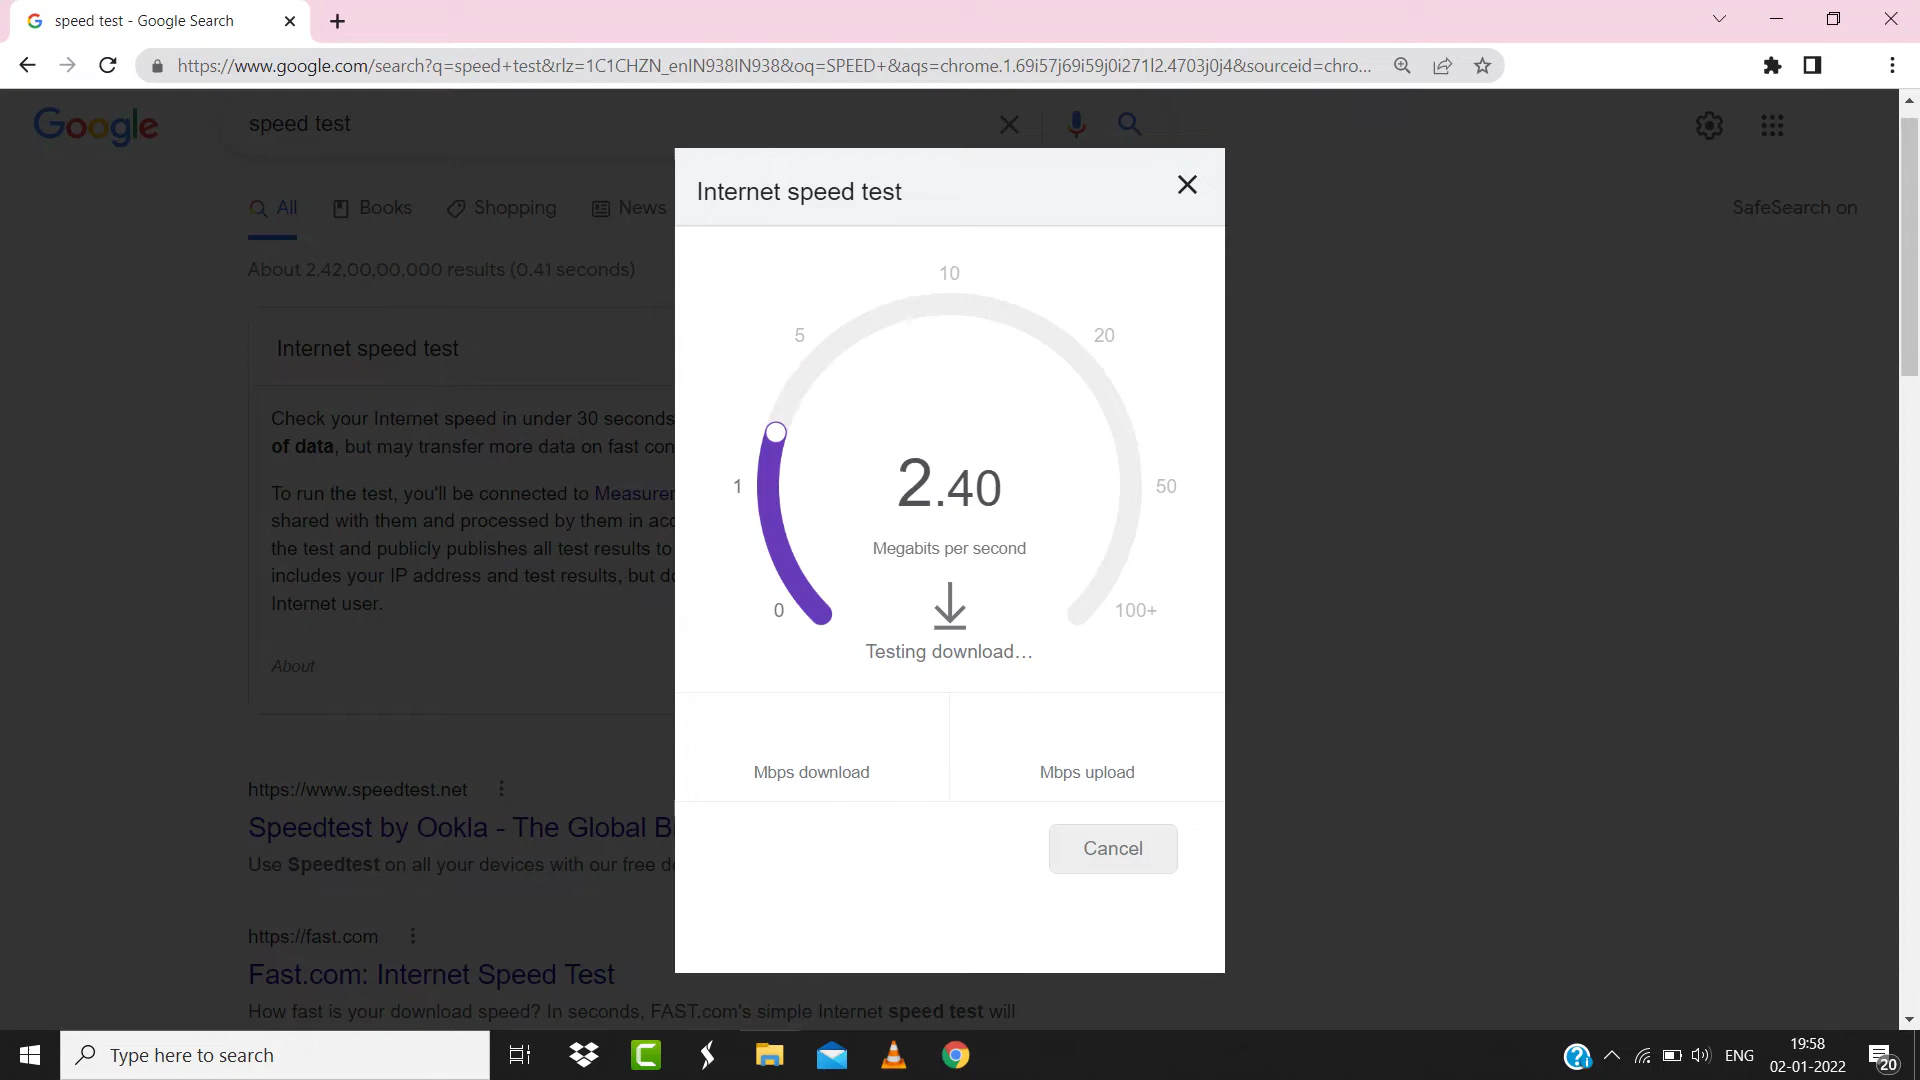 speed test - Google Search
https://www.google.com/search?q=speed+test&rlz=1C1CHZN_enIN938IN938&oq=SPEED+&aqs=chrome.1.69i57j69i59j0i271l2.4703j0j4&sourceid=chro...
Google
speed test
All
Books
Shopping
News
SafeSearch on
About 2,42,00,00,000 results (0.41 seconds)
Internet speed test
Check your Internet speed in under 30 seconds
of data, but may transfer more data on fast con
To run the test, you'll be connected to Measurer
shared with them and processed by them in acc
the test and publicly publishes all test results to
includes your IP address and test results, but do
Internet user.
About
https://www.speedtest.net
Speedtest by Ookla - The Global B
Use Speedtest on all your devices with our free de
https://fast.com
Fast.com: Internet Speed Test
How fast is your download speed? In seconds, FAST.com's simple Internet speed test will
Internet speed test
10
5
20
1
50
0
100+
2.40
Megabits per second
Testing download...
Mbps download
Mbps upload
Cancel
Type here to search
ENG
19:58
02-01-2022
20